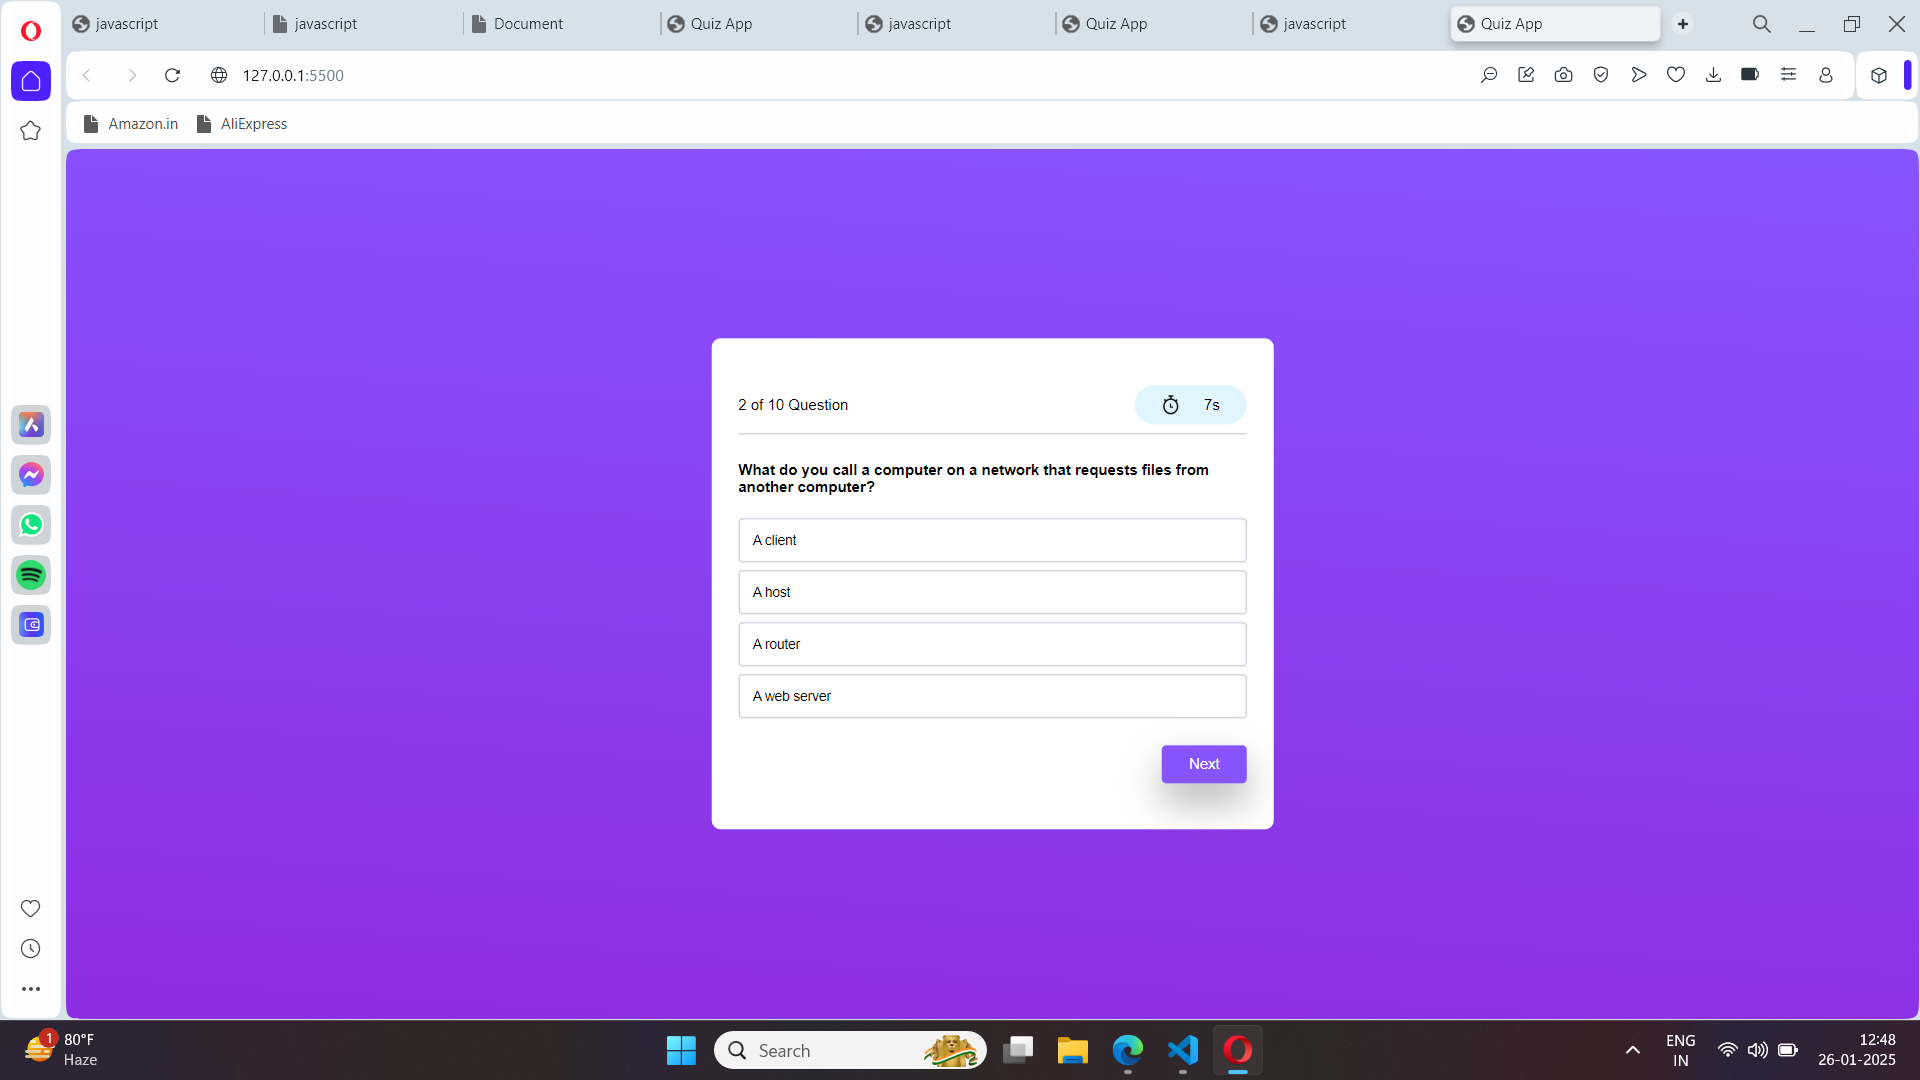 javascript
javascript
Document
Quiz App
javascript
Quiz App
javascript
Quiz App
127.0.0.1:5500
Amazon.in
AliExpress
2 of 10 Question
7s
What do you call a computer on a network that requests files from
another computer?
A client
A host
A router
A web server
Next
1
80°F
Haze
Search
ENG
IN
12:48
26-01-2025